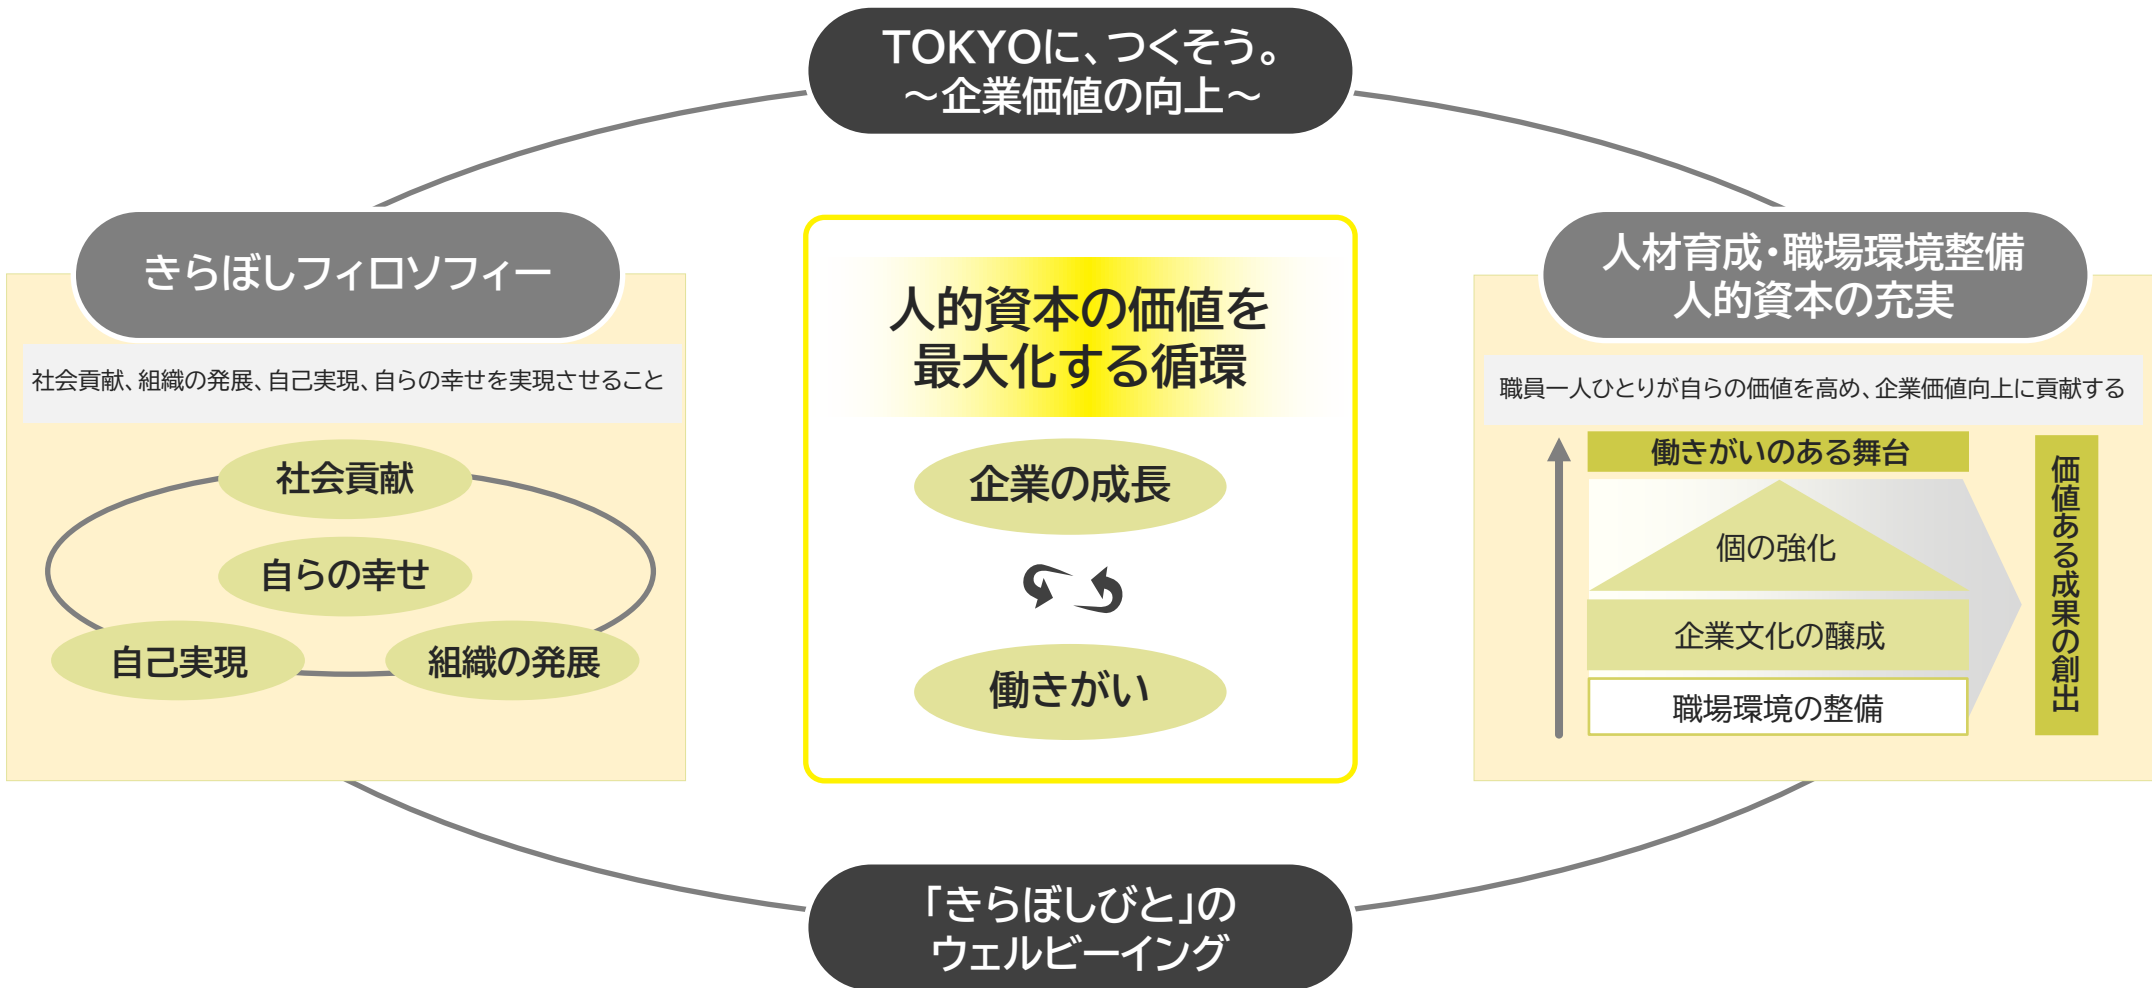 TOKYOに、つくそう。
～企業価値の向上～
きらぼしフィロソフィー
社会貢献、組織の発展、自己実現、自らの幸せを実現させること
社会貢献
自らの幸せ
自己実現
組織の発展
人的資本の価値を
最大化する循環
企業の成長
働きがい
人材育成・職場環境整備
人的資本の充実
職員一人ひとりが自らの価値を高め、企業価値向上に貢献する
働きがいのある舞台
個の強化
企業文化の醸成
職場環境の整備
価値ある成果の創出
「きらぼしびと」の
ウェルビーイング